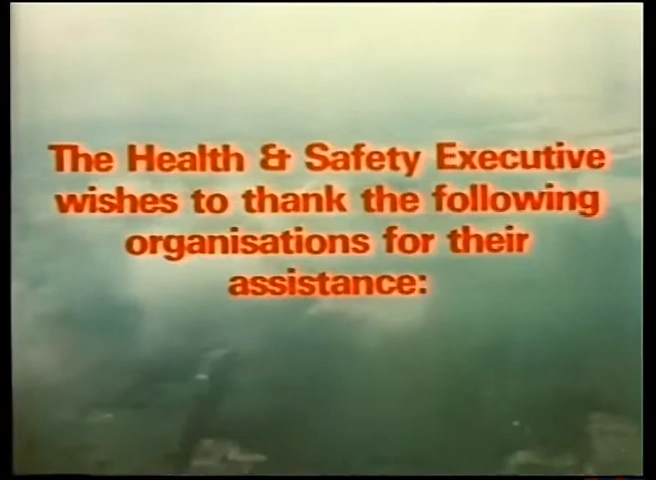 The Health & Safety Executive
wishes to thank the following
organisations for their
assistance: